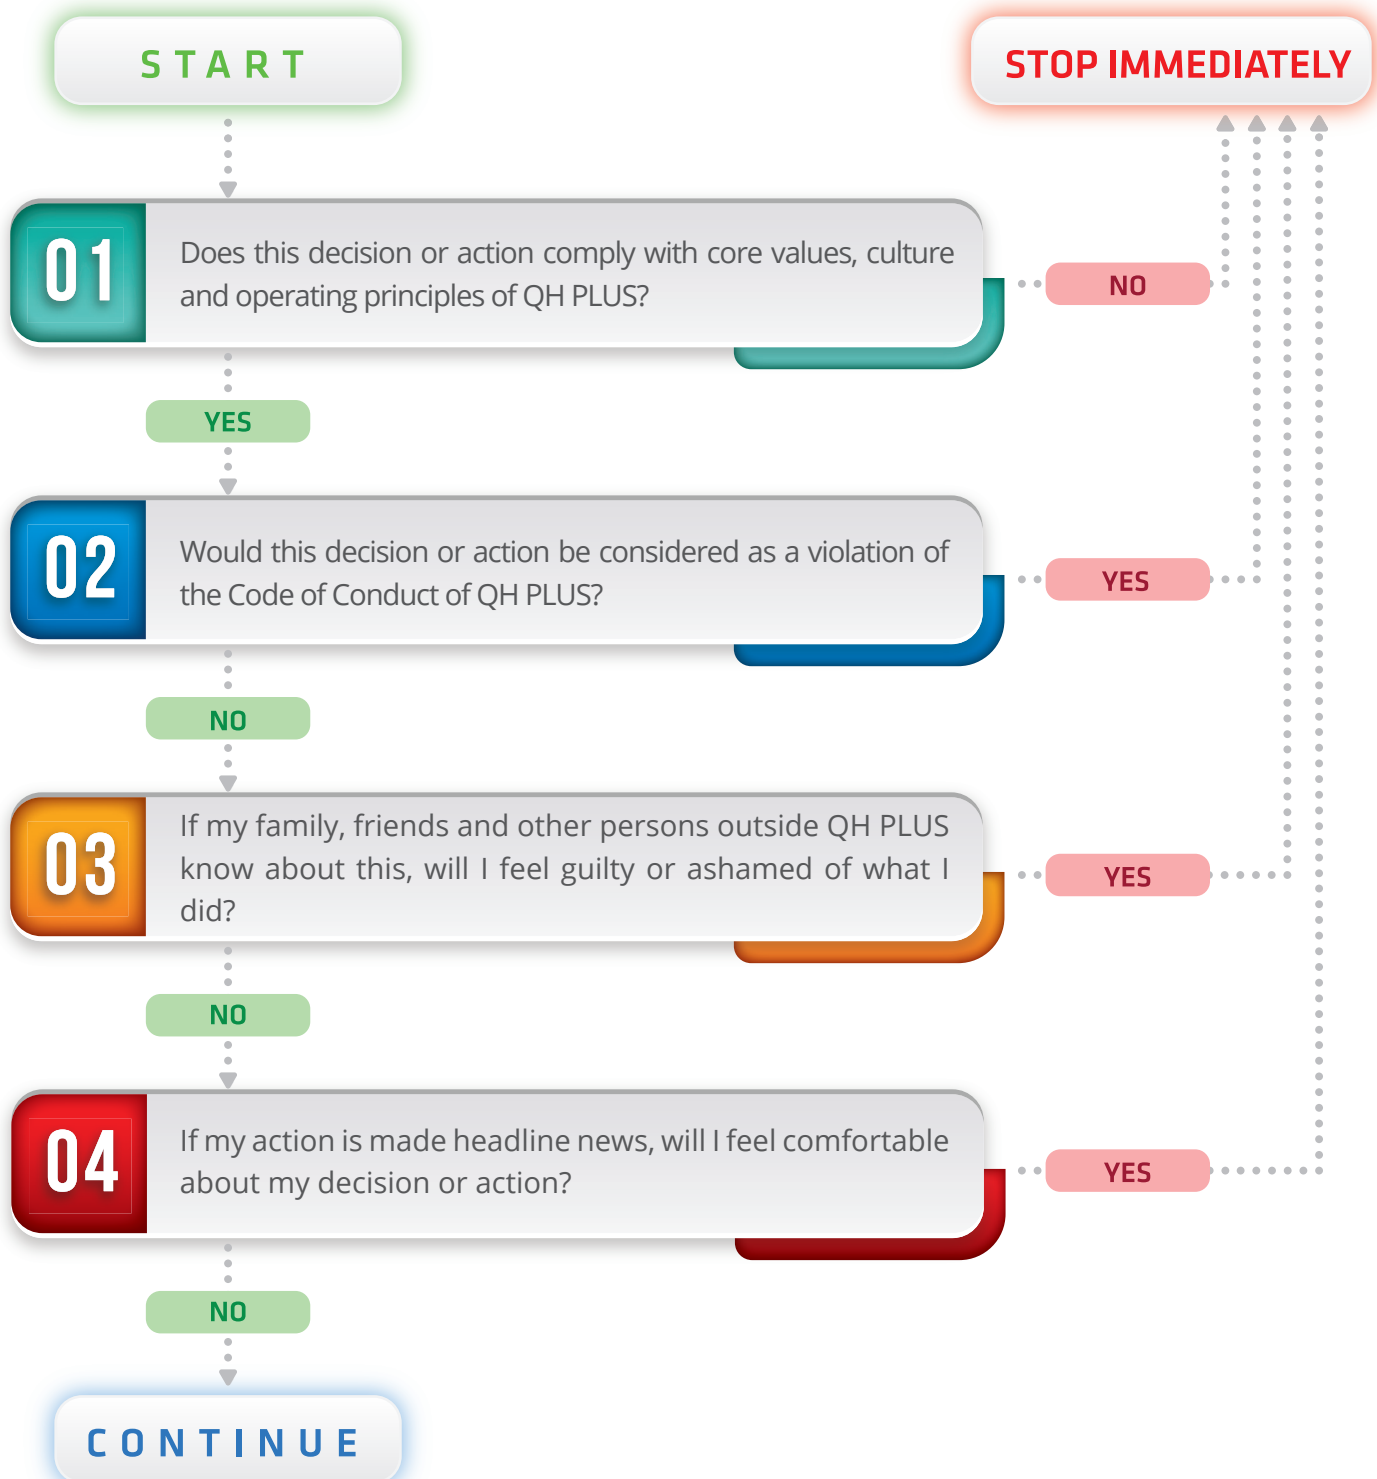 START
STOP IMMEDIATELY
01
Does this decision or action comply with core values, culture
and operating principles of QH PLUS?
NO
YES
02
Would this decision or action be considered as a violation of
the Code of Conduct of QH PLUS?
YES
NO
03
If my family, friends and other persons outside QH PLUS
know about this, will I feel guilty or ashamed of what I
did?
YES
NO
04
If my action is made headline news, will I feel comfortable
about my decision or action?
YES
NO
CONTINUE